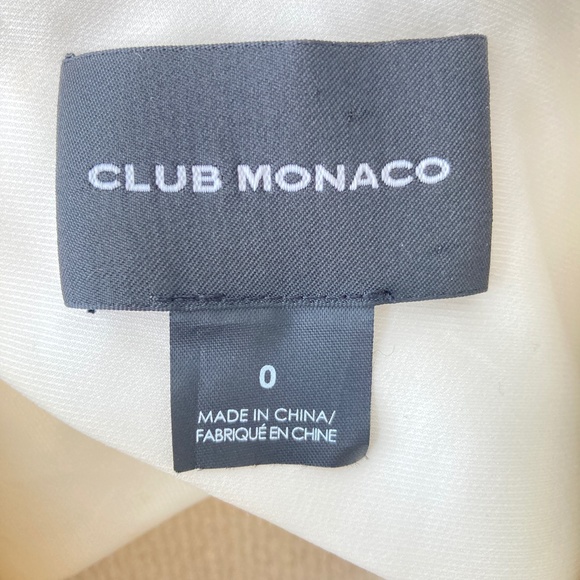 CLUB MONACO
0
MADE IN CHINA/
FABRIQUÉ EN CHINE